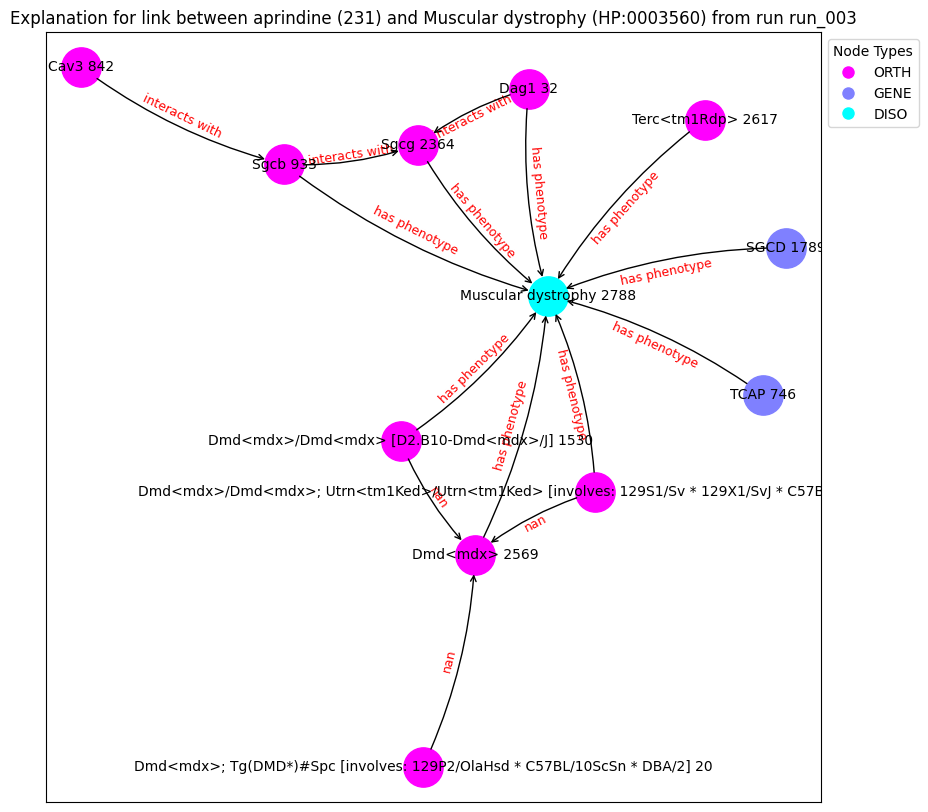 Explanation for link between aprindine (231) and Muscular dystrophy (HP:0003560) from run run_003
Node Types
ORTH
GENE
DISO
Cav3 842
interacts with
Dag1 32
interacts with
Terc<tm1Rdp> 2617
Sgcg 2364
interacts with
Sgcb 933
has phenotype
has phenotype
has phenotype
has phenotype
SGCD 1789
has phenotype
Muscular dystrophy 2788
has phenotype
TCAP 746
has phenotype
has phenotype
has phenotype
Dmd<mdx>/Dmd<mdx> [D2.B10-Dmd<mdx>/J] 1530
nan
Dmd<mdx>/Dmd<mdx>; Utrn<tm1Ked>/Utrn<tm1Ked> [involves: 129S1/Sv * 129X1/SvJ * C57B
nan
Dmd<mdx> 2569
nan
Dmd<mdx>; Tg(DMD*)#Spc [involves: 129P2/OlaHsd * C57BL/10ScSn * DBA/2] 20